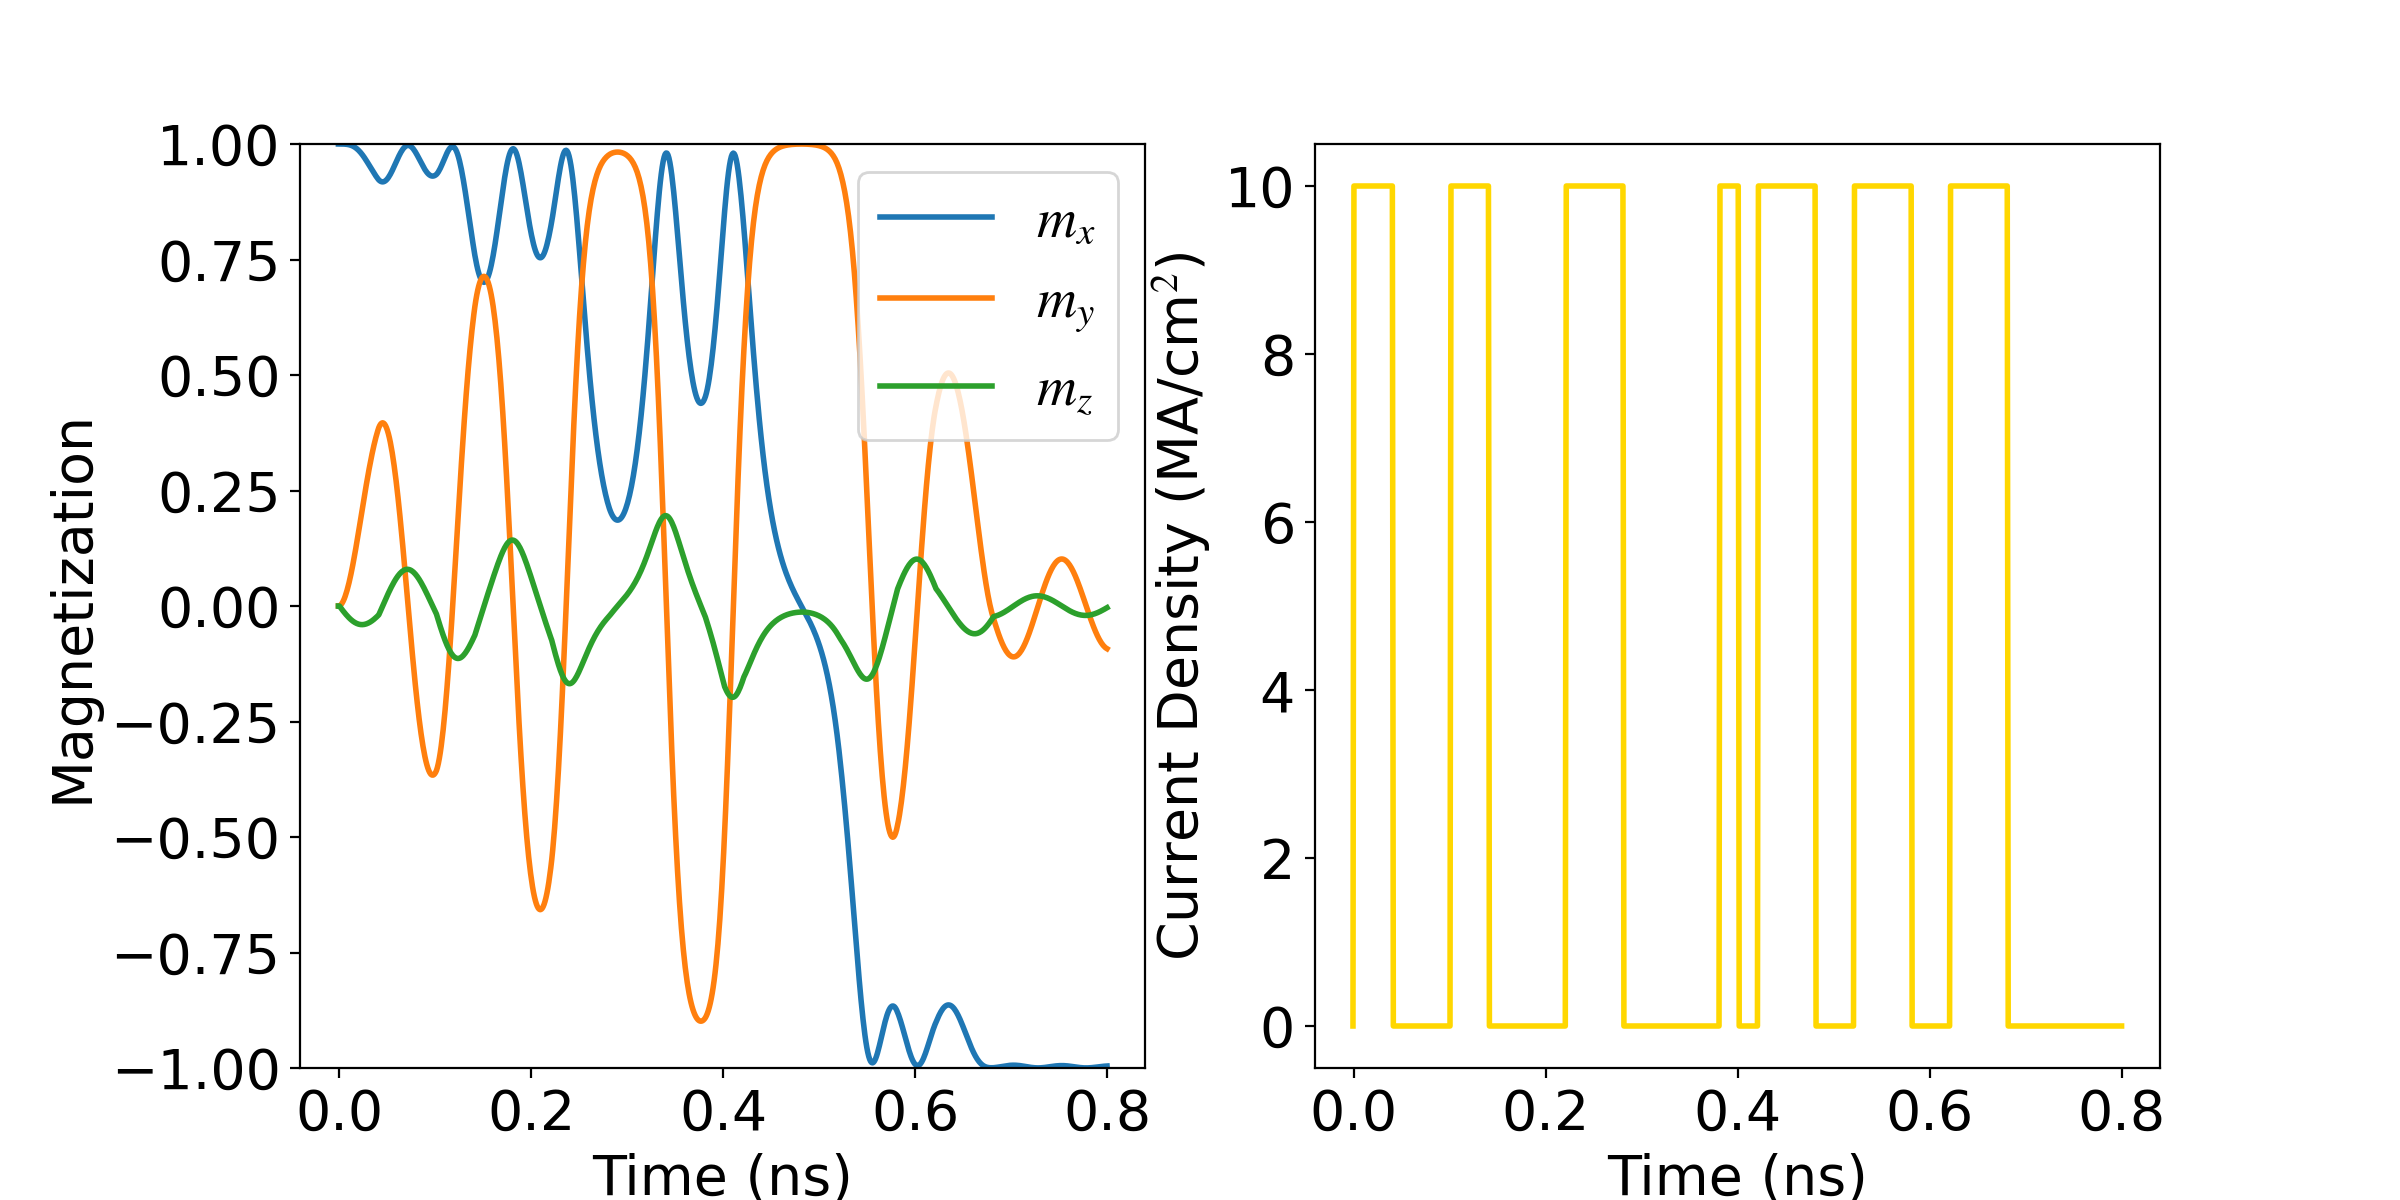 Magnetization
1.00
0.75
0.50
0.25
0.00
−0.25
−0.50
−0.75
−1.00
0.0 0.2 0.4 0.6 0.8
Time (ns)
m_x
m_y
m_z
Current Density (MA/cm²)
10
8
6
4
2
0
0.0 0.2 0.4 0.6 0.8
Time (ns)